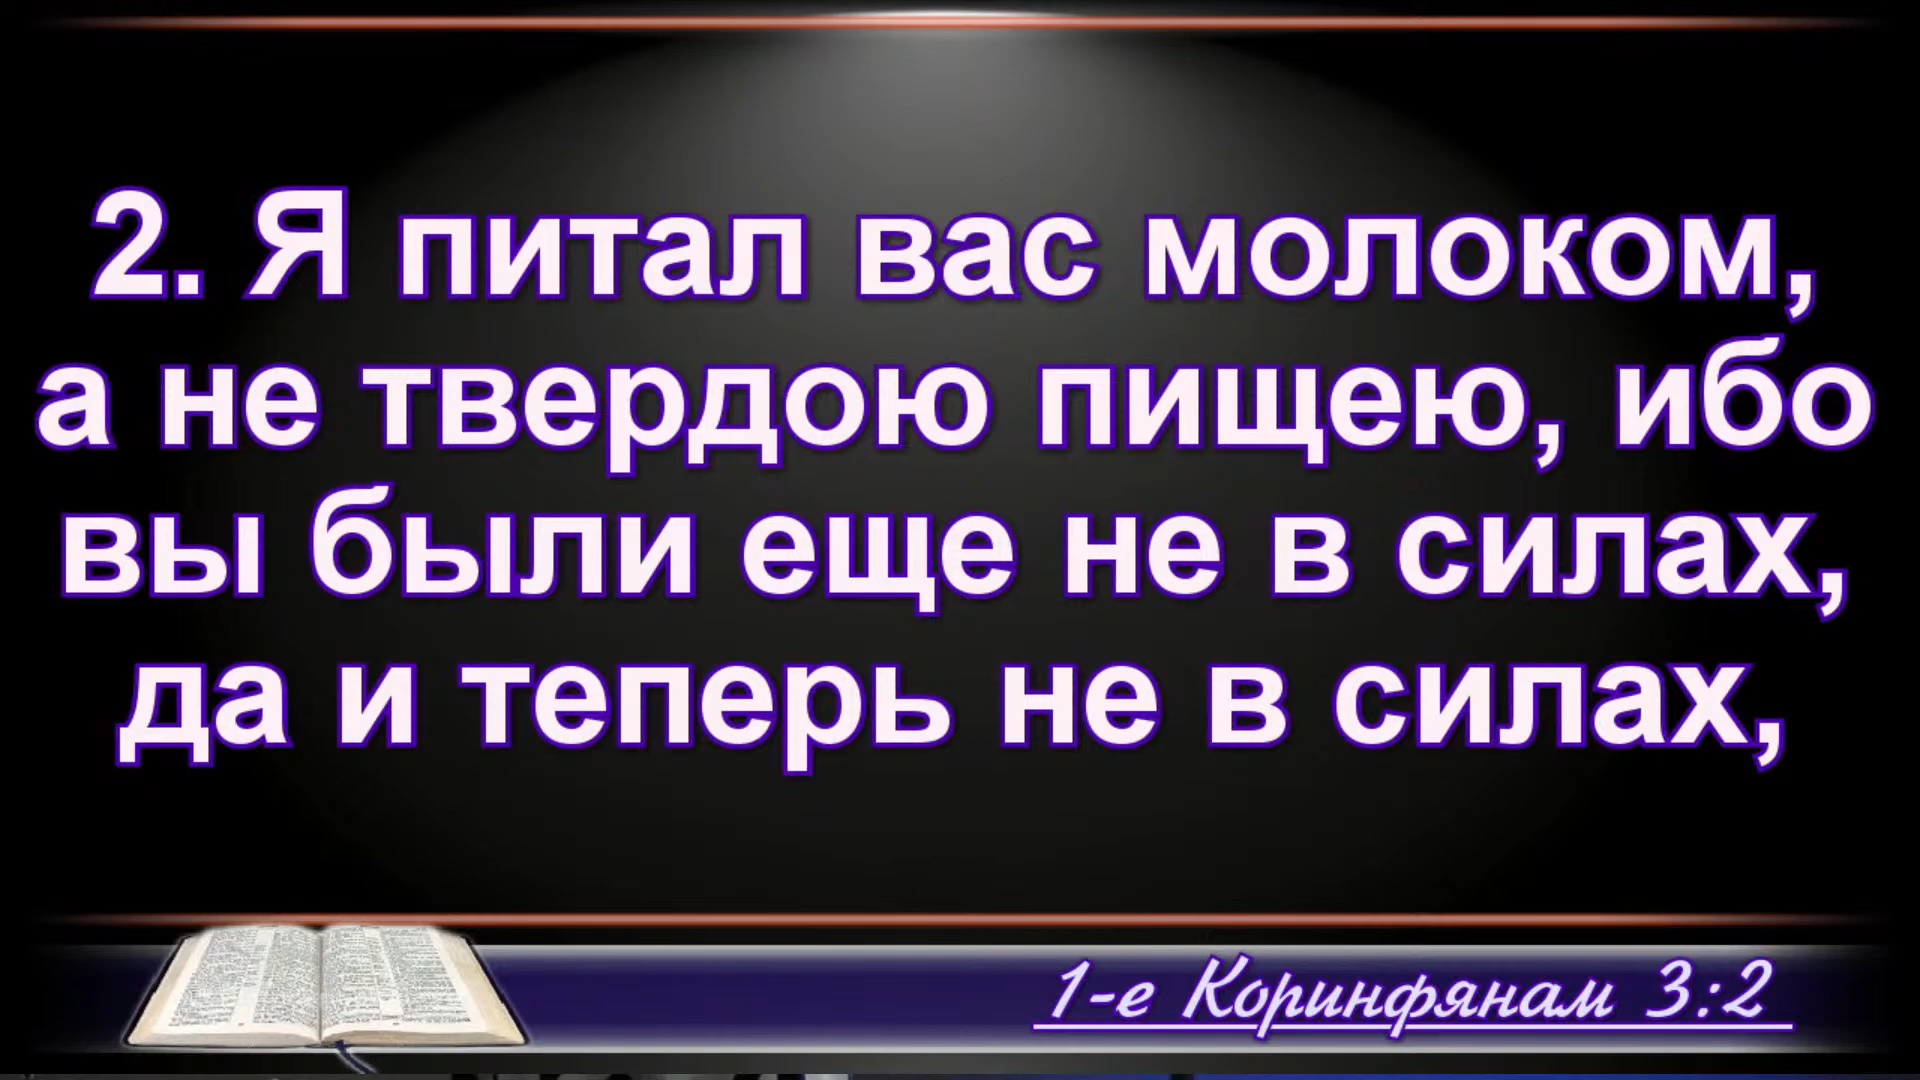 2. Я питал вас молоком,
а не твердою пищею, ибо
вы были еще не в силах,
да и теперь не в силах,
1-е Коринфянам 3:2